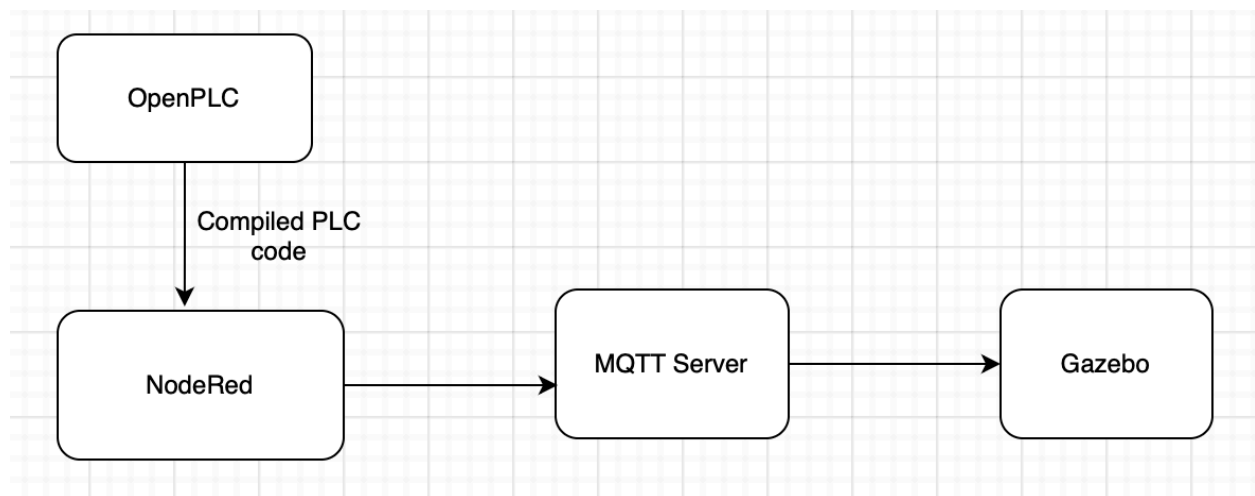 OpenPLC
Compiled PLC
code
NodeRed
MQTT Server
Gazebo